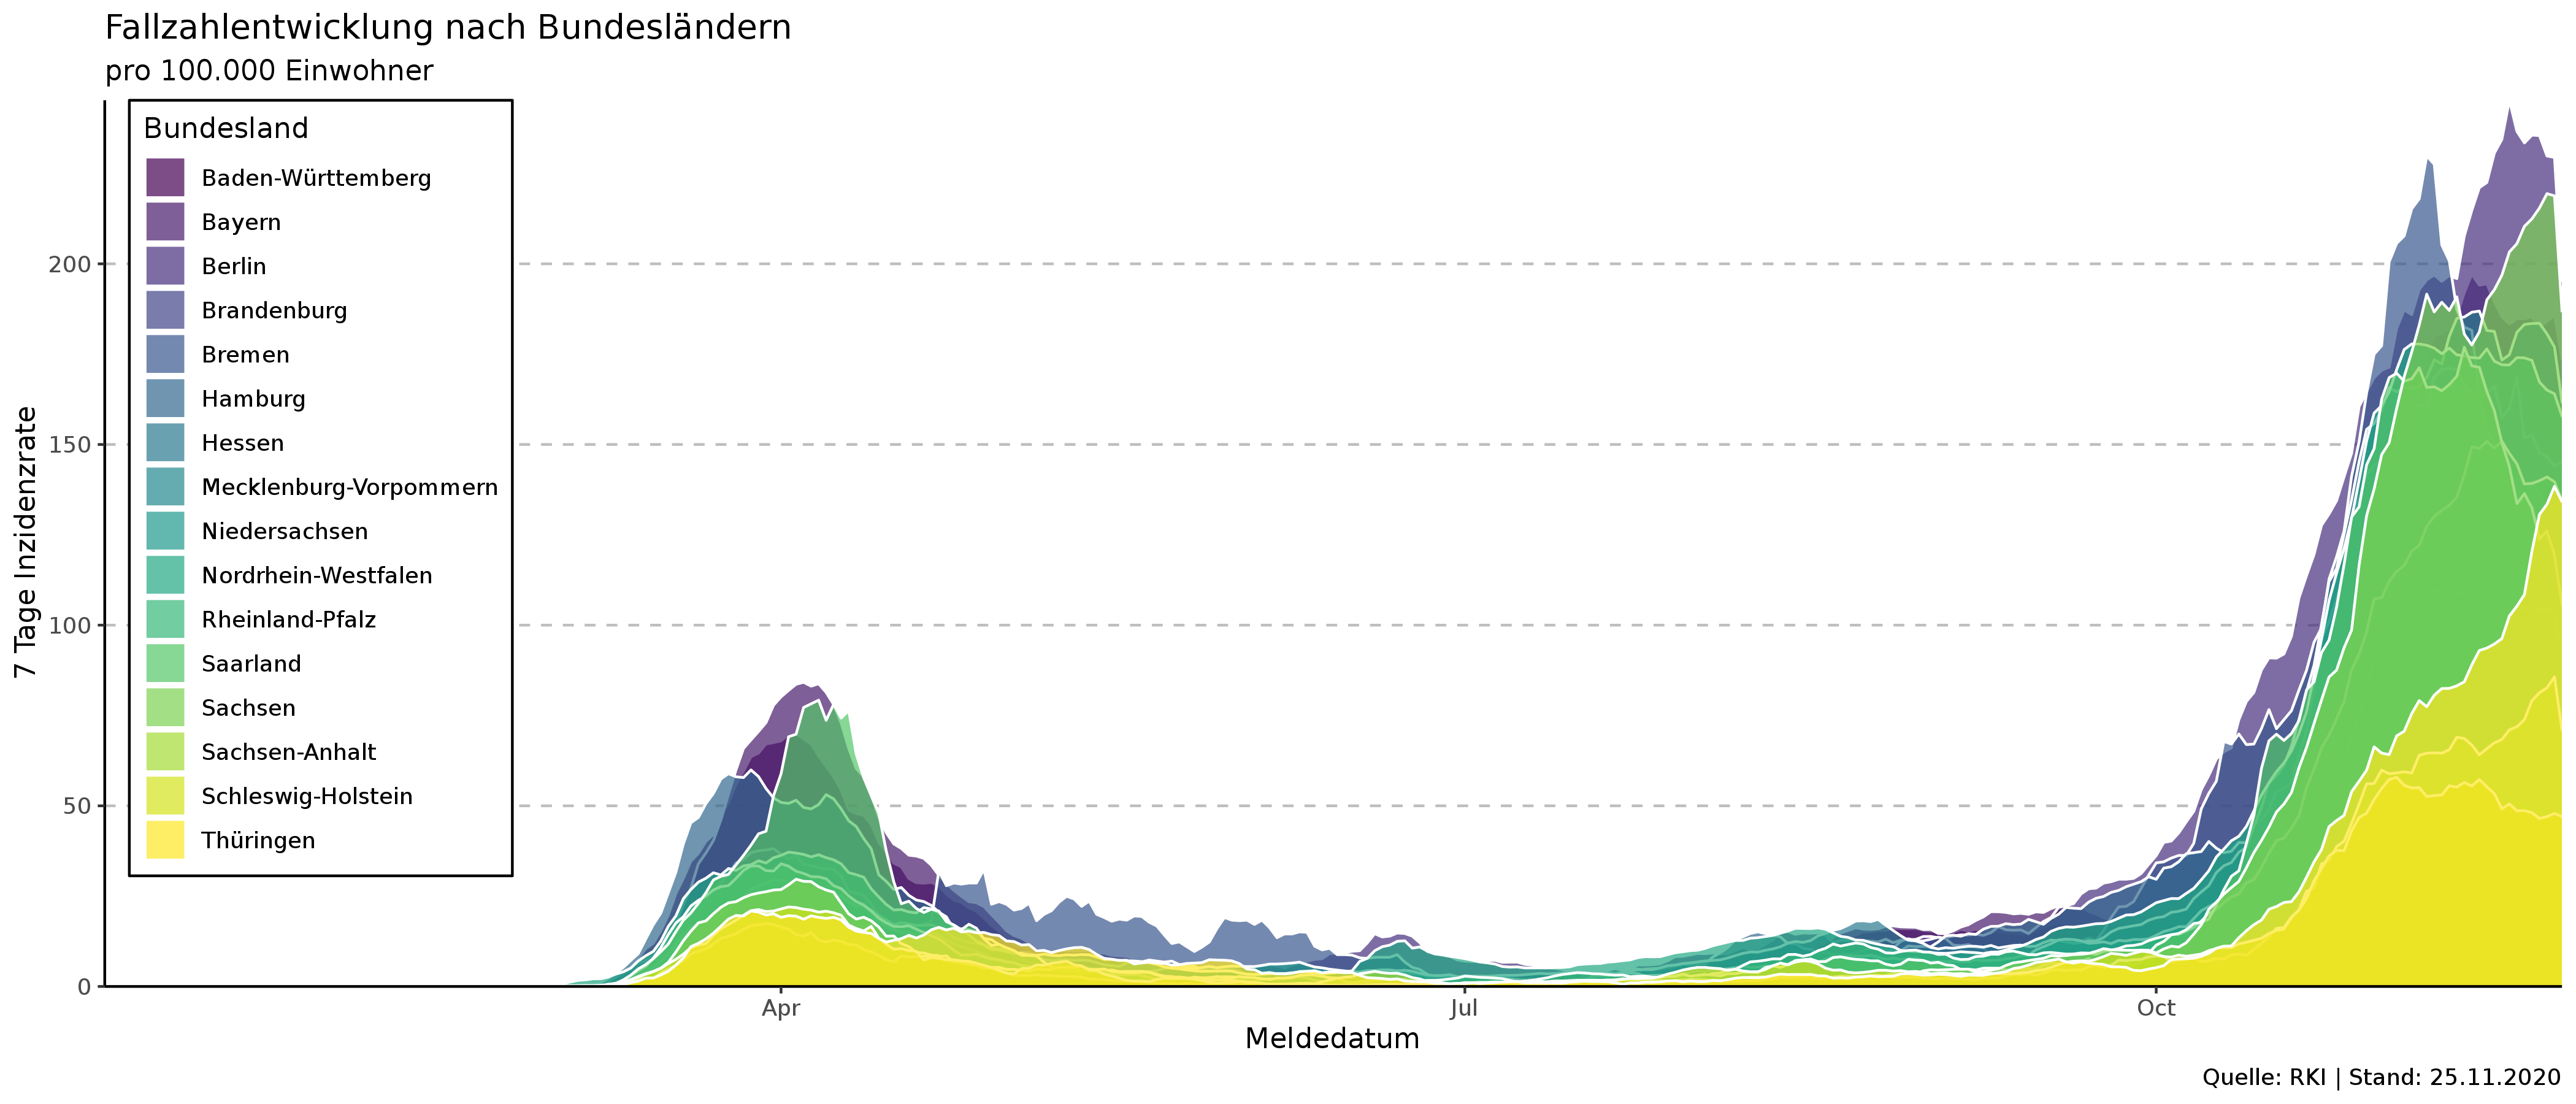 Fallzahlentwicklung nach Bundesländern
pro 100.000 Einwohner
Bundesland
Baden-Württemberg
Bayern
Berlin
Brandenburg
Bremen
Hamburg
Hessen
Mecklenburg-Vorpommern
Niedersachsen
Nordrhein-Westfalen
Rheinland-Pfalz
Saarland
Sachsen
Sachsen-Anhalt
Schleswig-Holstein
Thüringen
7 Tage Inzidenzrate
200
150
100
50
0
Apr
Jul
Oct
Meldedatum
Quelle: RKI | Stand: 25.11.2020